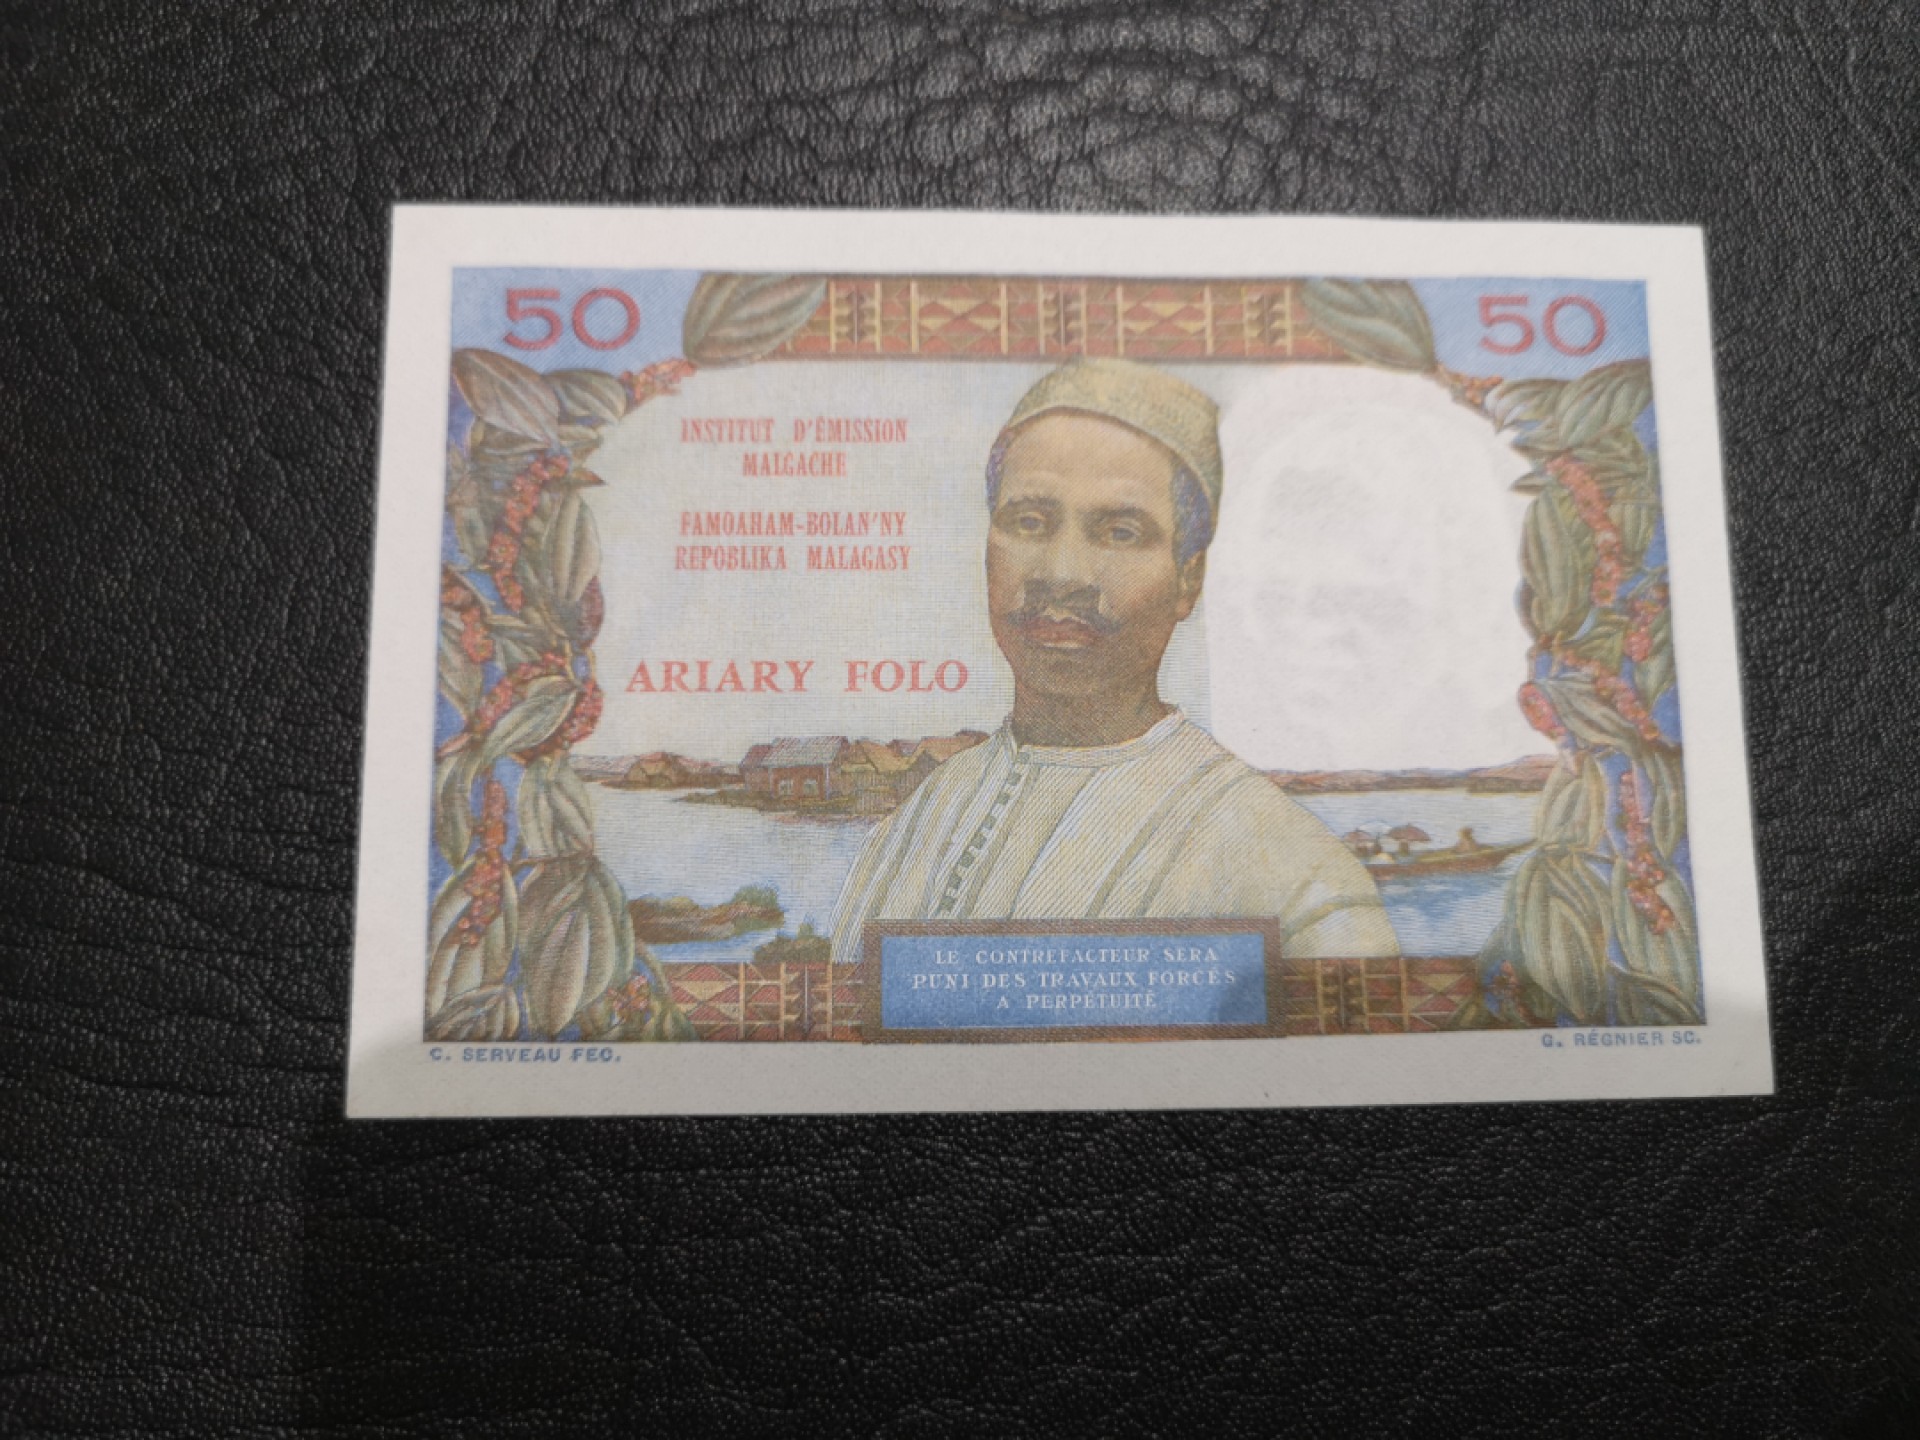 50
50
INSTITUT D'ÉMISSION
MALGACHE
FAMOAHAM-BOLAN'NY
REPOBLIKA MALAGASY
ARIARY FOLO
LE CONTREFACTEUR SERA
PUNI DES TRAVAUX FORCÉS
A PERPÉTUITÉ
C. SERVEAU FEC.
G. RÉGNIER SC.